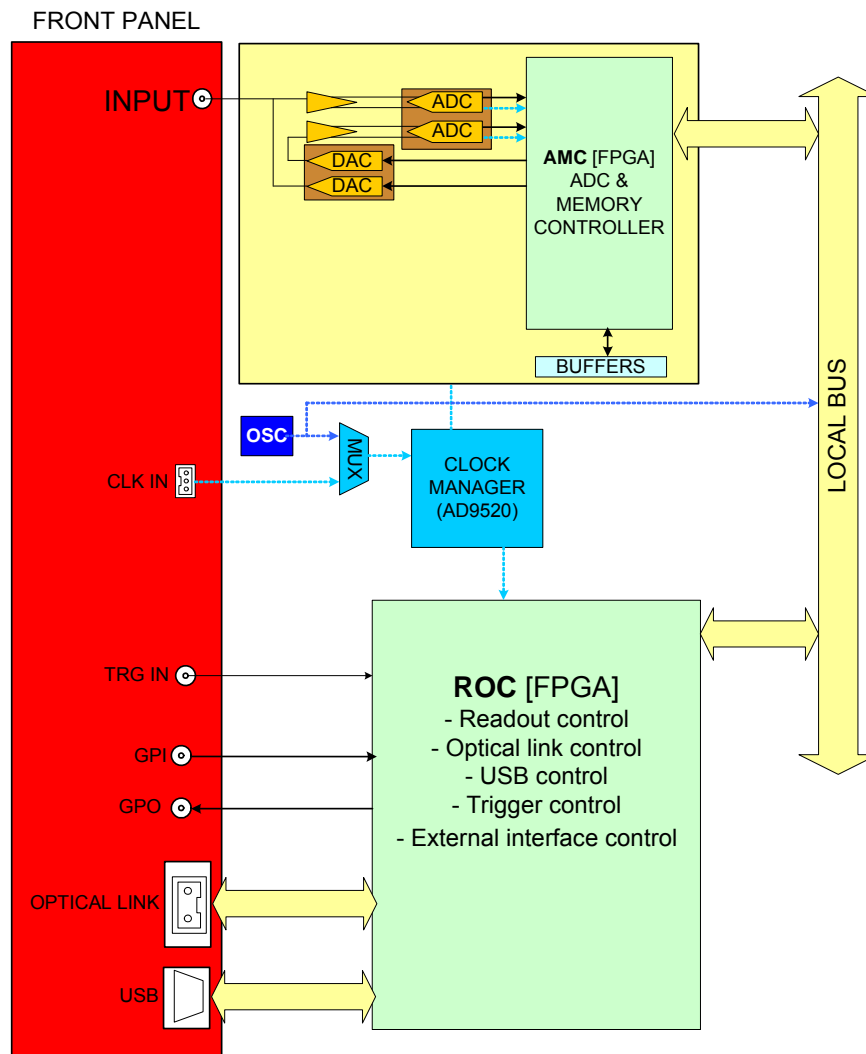 FRONT PANEL
INPUT
ADC
ADC
DAC
DAC
AMC [FPGA]
ADC &
MEMORY
CONTROLLER
BUFFERS
LOCAL BUS
OSC
MUX
CLK IN
CLOCK
MANAGER
(AD9520)
TRG IN
GPI
GPO
ROC [FPGA]
- Readout control
- Optical link control
- USB control
- Trigger control
- External interface control
OPTICAL LINK
USB